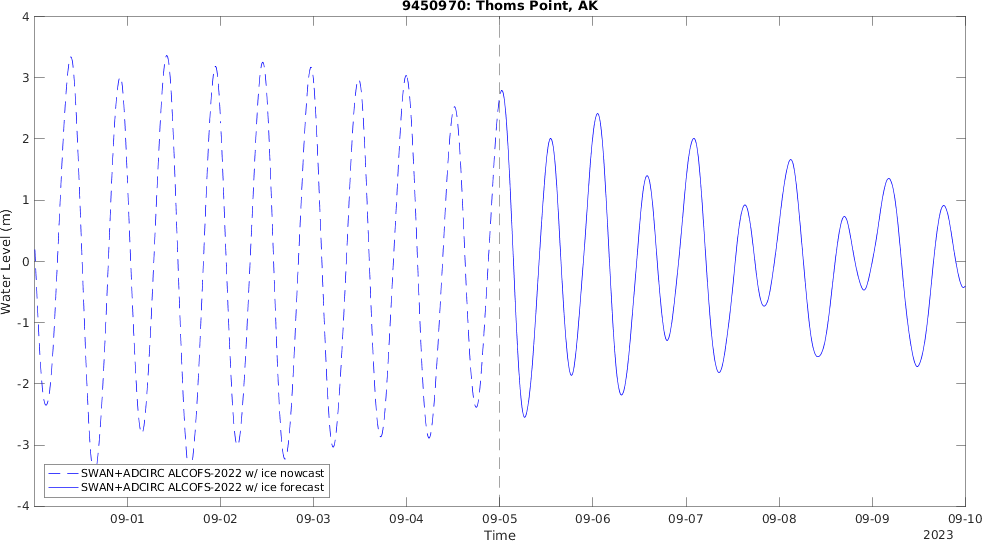 9450970: Thoms Point, AK
4
3
2
1
0
-1
-2
-3
-4
Water Level (m)
SWAN+ADCIRC ALCOFS-2022 w/ ice nowcast
SWAN+ADCIRC ALCOFS-2022 w/ ice forecast
09-01 09-02 09-03 09-04 09-05 09-06 09-07 09-08 09-09 09-10
Time
2023